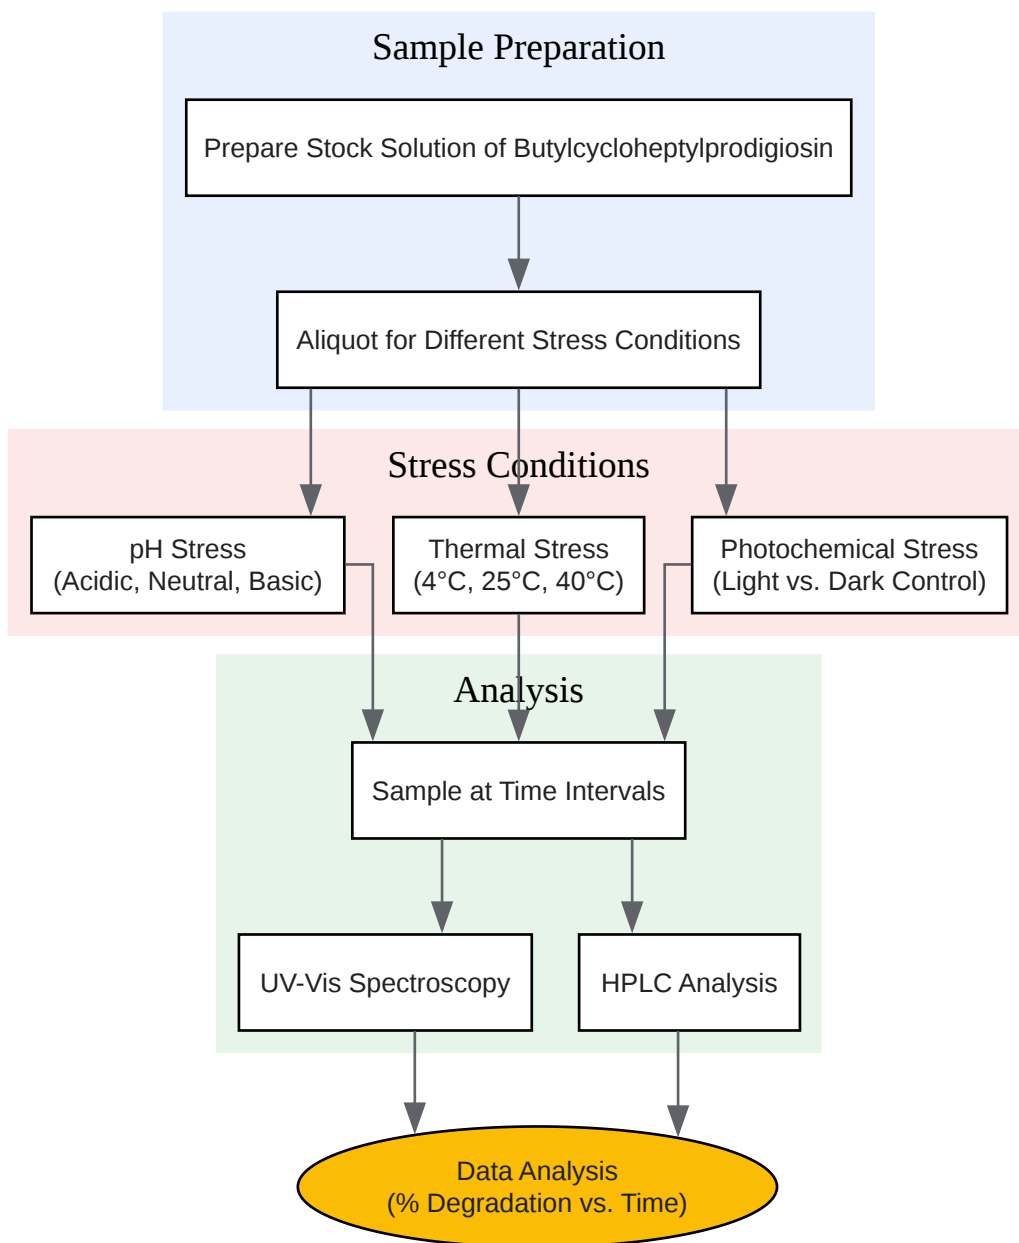 Sample Preparation
Prepare Stock Solution of Butylcycloheptylprodigiosin
Aliquot for Different Stress Conditions
Stress Conditions
pH Stress
(Acidic, Neutral, Basic)
Thermal Stress
(4°C, 25°C, 40°C)
Photochemical Stress
(Light vs. Dark Control)
Analysis
Sample at Time Intervals
UV-Vis Spectroscopy
HPLC Analysis
Data Analysis
(% Degradation vs. Time)